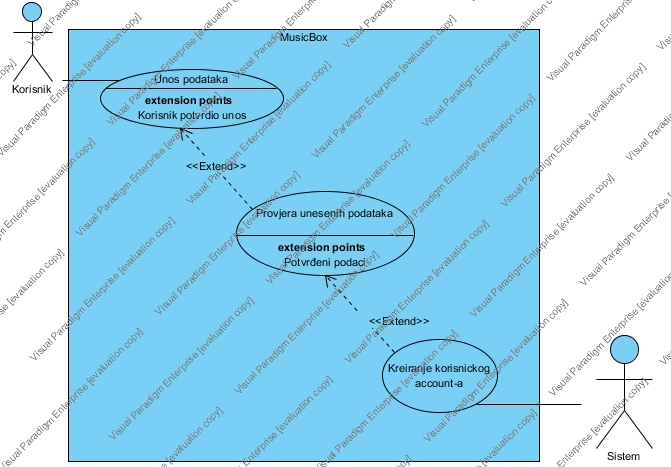 MusicBox
Korisnik
Unos podataka
extension points
Korisnik potvrdio unos
<<Extend>>
Provjera unesenih podataka
extension points
Potvrđeni podaci
<<Extend>>
Kreiranje korisnickog
account-a
Sistem
Visual Paradigm Enterprise [evaluation copy]